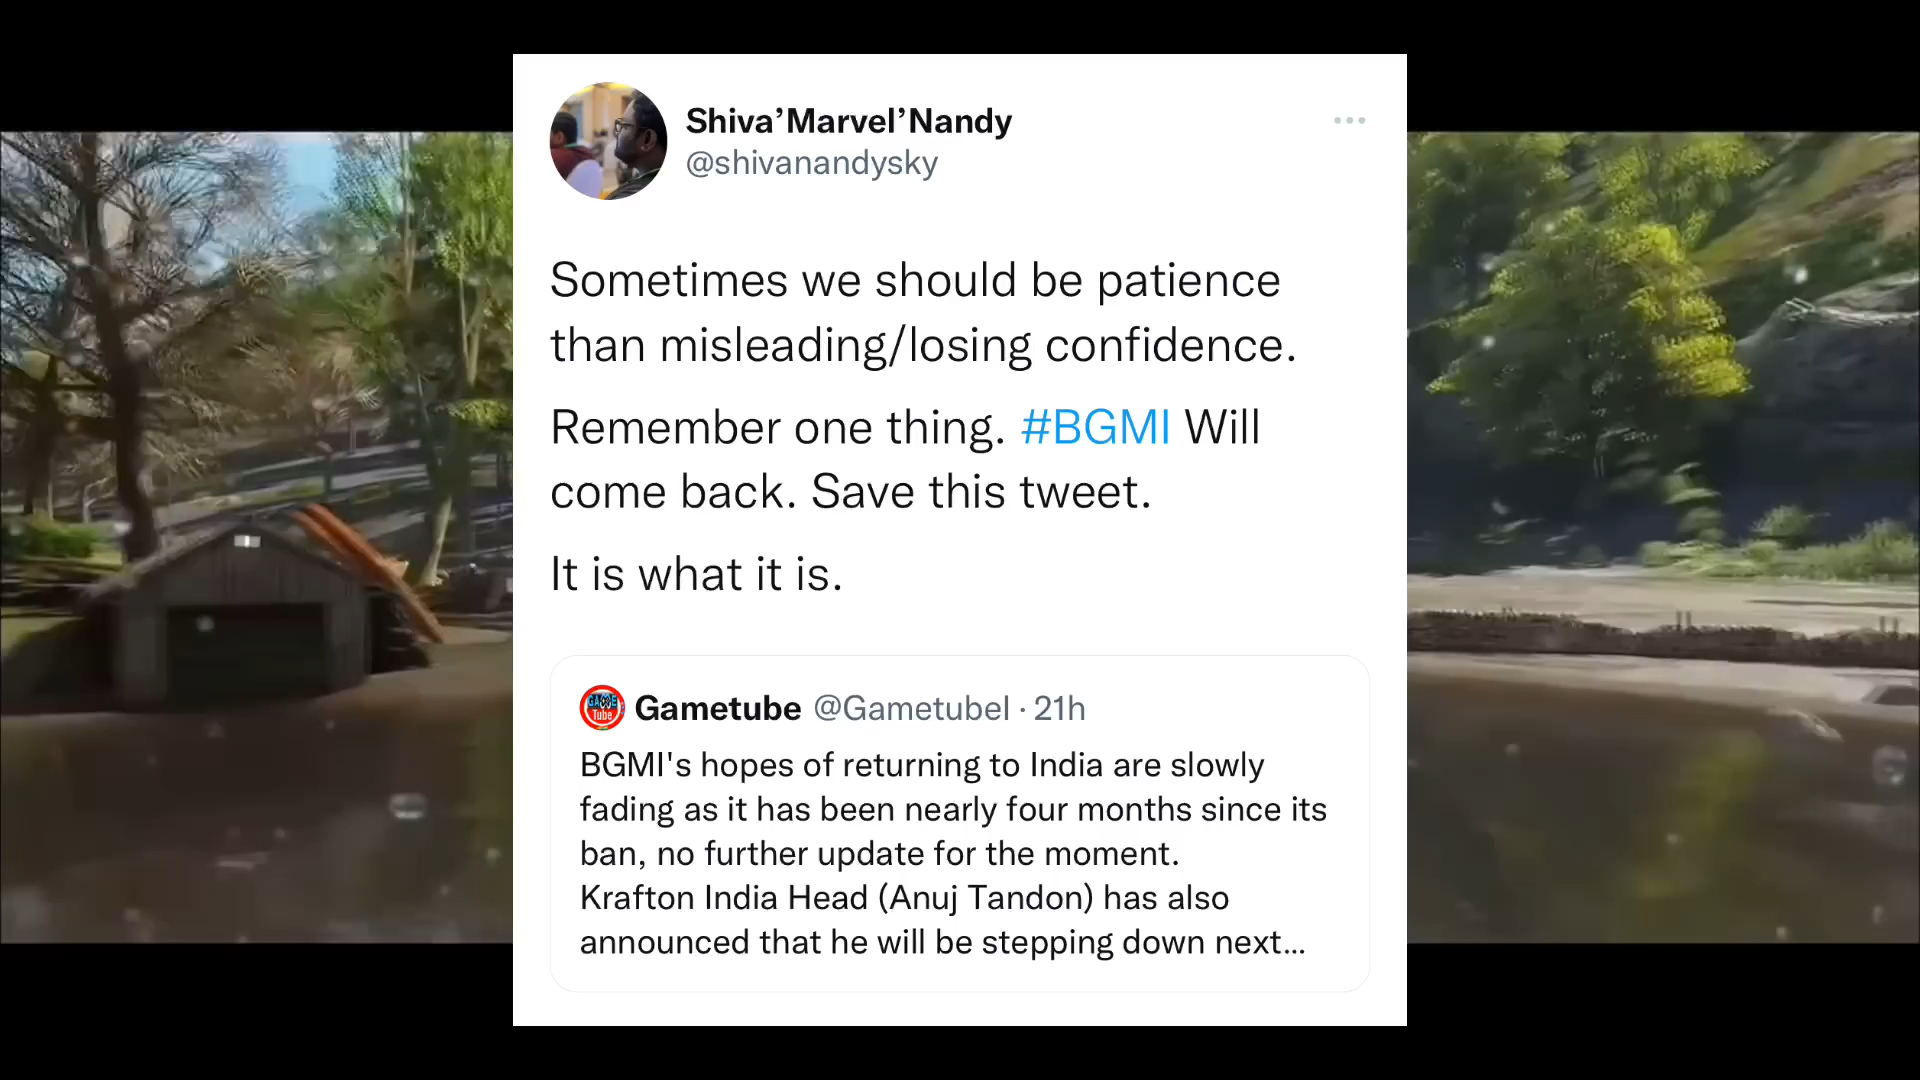 Shiva’Marvel’Nandy
@shivanandysky
Sometimes we should be patience
than misleading/losing confidence.
Remember one thing. #BGMI Will
come back. Save this tweet.
It is what it is.
GAME
Tube
Gametube @Gametubel · 21h
BGMI's hopes of returning to India are slowly
fading as it has been nearly four months since its
ban, no further update for the moment.
Krafton India Head (Anuj Tandon) has also
announced that he will be stepping down next...